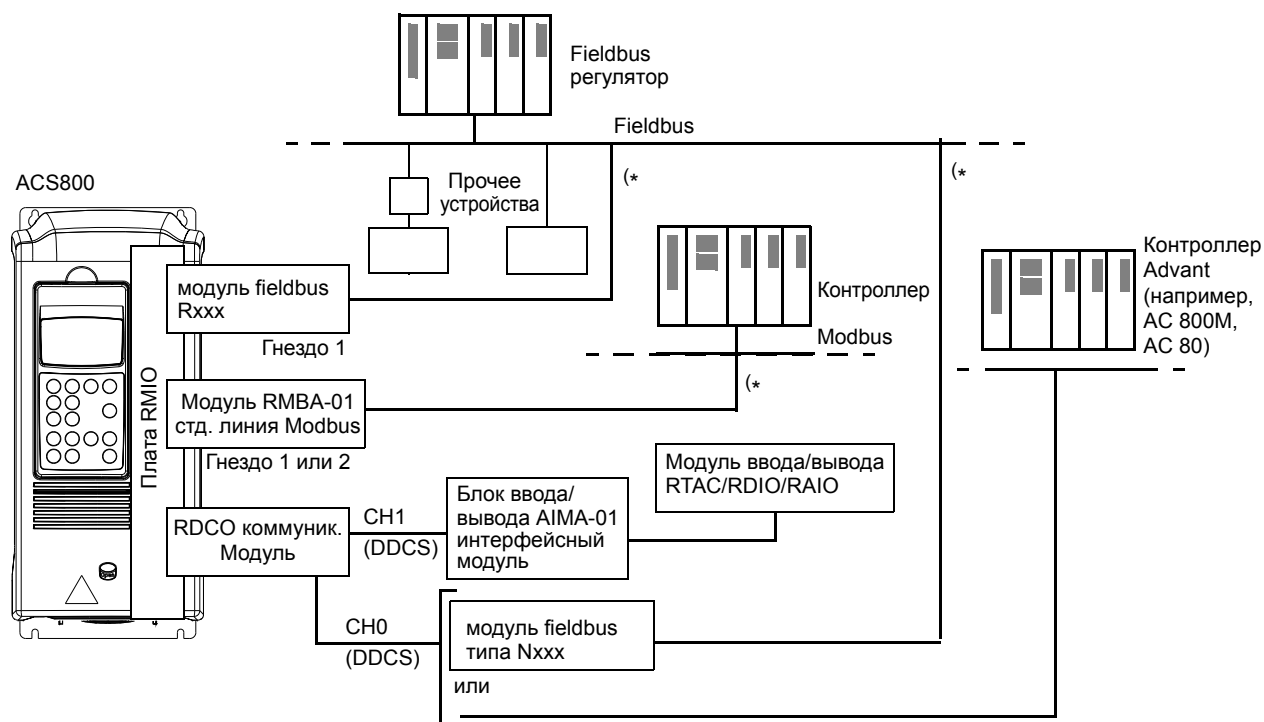 Fieldbus
регулятор
Fieldbus
(*
(*
ACS800
Прочее
устройства
Контроллер
Advant
(например,
AC 800M,
AC 80)
модуль fieldbus
Rxxx
Гнездо 1
Контроллер
Modbus
(*
Плата RMIO
Модуль RMBA-01
стд. линия Modbus
Гнездо 1 или 2
Модуль ввода/вывода
RTAC/RDIO/RAIO
RDCO коммуник.
Модуль
CH1
(DDCS)
Блок ввода/
вывода AIMA-01
интерфейсный
модуль
CH0
(DDCS)
модуль fieldbus
типа Nxxx
или